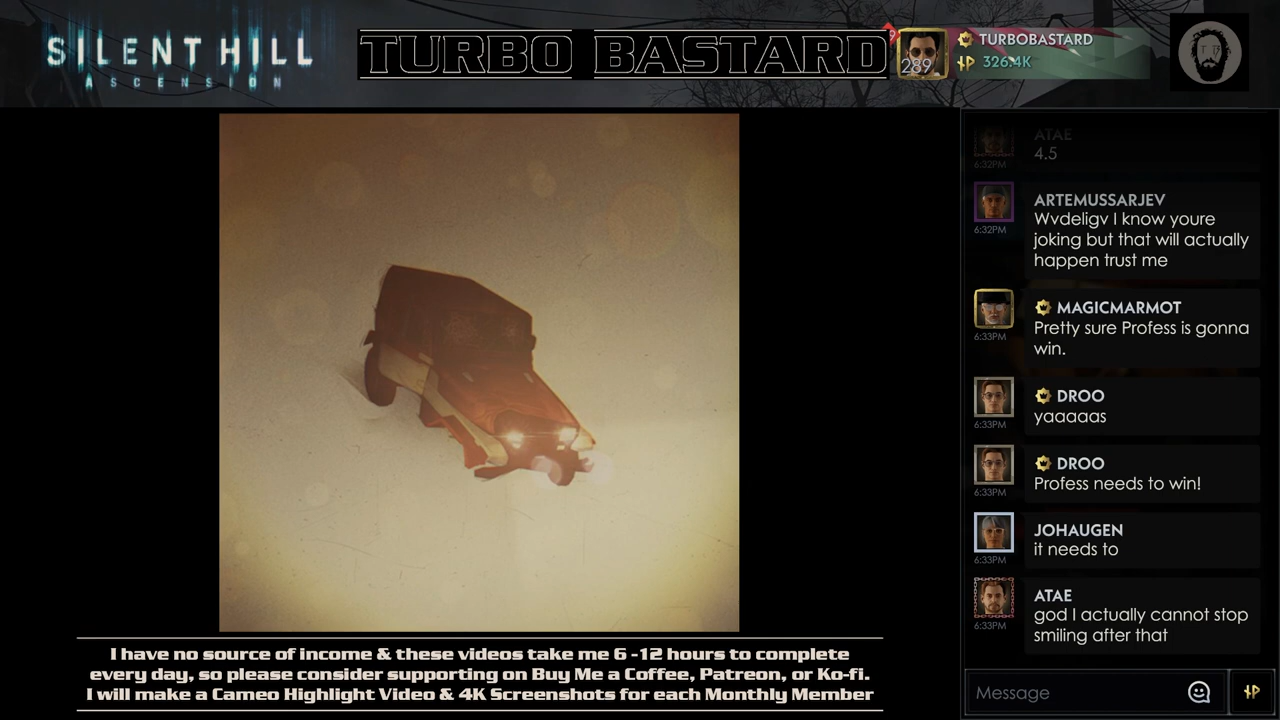 SILENT HILL
ASCENSION
TURBO BASTARD
289
TURBOBASTARD
326.4K
ATAE
4.5
6:32PM
ARTEMUSSARJEV
Wvdeligv I know youre
joking but that will actually
happen trust me
6:32PM
MAGICMARMOT
Pretty sure Profess is gonna
win.
6:33PM
DROO
yaaaaas
6:33PM
DROO
Profess needs to win!
6:33PM
JOHAUGEN
it needs to
6:33PM
ATAE
god I actually cannot stop
smiling after that
6:33PM
Message
I have no source of income & these videos take me 6 -12 hours to complete
every day, so please consider supporting on Buy Me a Coffee, Patreon, or Ko-fi.
I will make a Cameo Highlight Video & 4K Screenshots for each Monthly Member